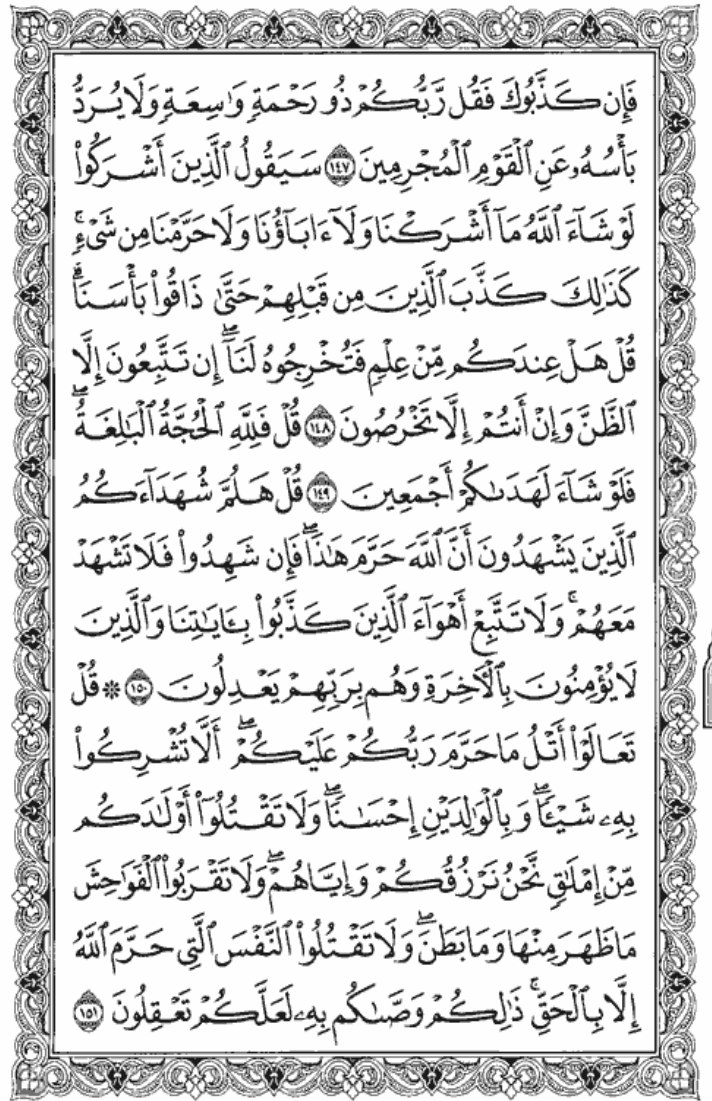 فَإِن كَذَّبُوكَ فَقُل رَّبُّكُمْ ذُو رَحْمَةٍ وَٰسِعَةٍ وَلَا يُرَدُّ
بَأْسُهُۥ عَنِ ٱلْقَوْمِ ٱلْمُجْرِمِينَ ١٤٧ سَيَقُولُ ٱلَّذِينَ أَشْرَكُوا۟
لَوْ شَآءَ ٱللَّهُ مَآ أَشْرَكْنَا وَلَآ ءَابَآؤُنَا وَلَا حَرَّمْنَا مِن شَىْءٍ ۚ
كَذَٰلِكَ كَذَّبَ ٱلَّذِينَ مِن قَبْلِهِمْ حَتَّىٰ ذَاقُوا۟ بَأْسَنَا ۗ
قُلْ هَلْ عِندَكُم مِّنْ عِلْمٍ فَتُخْرِجُوهُ لَنَآ ۖ إِن تَتَّبِعُونَ إِلَّا
ٱلظَّنَّ وَإِنْ أَنتُمْ إِلَّا تَخْرُصُونَ ١٤٨ قُلْ فَلِلَّهِ ٱلْحُجَّةُ ٱلْبَٰلِغَةُ ۖ
فَلَوْ شَآءَ لَهَدَىٰكُمْ أَجْمَعِينَ ١٤٩ قُلْ هَلُمَّ شُهَدَآءَكُمُ
ٱلَّذِينَ يَشْهَدُونَ أَنَّ ٱللَّهَ حَرَّمَ هَٰذَا ۖ فَإِن شَهِدُوا۟ فَلَا تَشْهَدْ
مَعَهُمْ ۚ وَلَا تَتَّبِعْ أَهْوَآءَ ٱلَّذِينَ كَذَّبُوا۟ بِـَٔايَٰتِنَا وَٱلَّذِينَ
لَا يُؤْمِنُونَ بِٱلْـَٔاخِرَةِ وَهُم بِرَبِّهِمْ يَعْدِلُونَ ١٥٠ ۞ قُلْ
تَعَالَوْا۟ أَتْلُ مَا حَرَّمَ رَبُّكُمْ عَلَيْكُمْ ۖ أَلَّا تُشْرِكُوا۟
بِهِۦ شَيْـًٔا ۖ وَبِٱلْوَٰلِدَيْنِ إِحْسَٰنًا ۖ وَلَا تَقْتُلُوٓا۟ أَوْلَٰدَكُم
مِّنْ إِمْلَٰقٍ ۖ نَّحْنُ نَرْزُقُكُمْ وَإِيَّاهُمْ ۖ وَلَا تَقْرَبُوا۟ ٱلْفَوَٰحِشَ
مَا ظَهَرَ مِنْهَا وَمَا بَطَنَ ۖ وَلَا تَقْتُلُوا۟ ٱلنَّفْسَ ٱلَّتِى حَرَّمَ ٱللَّهُ
إِلَّا بِٱلْحَقِّ ۚ ذَٰلِكُمْ وَصَّىٰكُم بِهِۦ لَعَلَّكُمْ تَعْقِلُونَ ١٥١